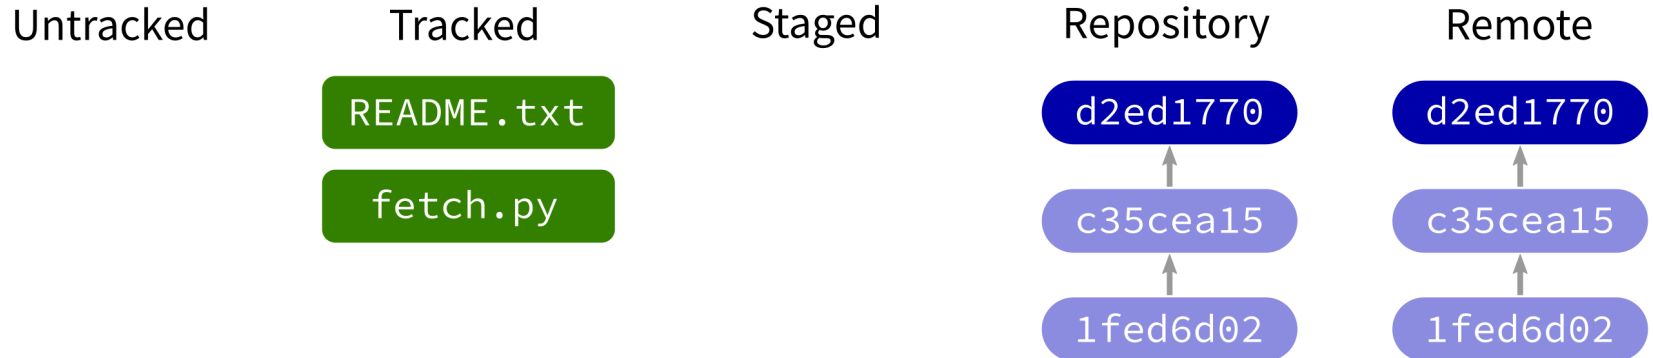 Untracked
Tracked
Staged
Repository
Remote
README.txt
fetch.py
d2ed1770
c35cea15
1fed6d02
d2ed1770
c35cea15
1fed6d02